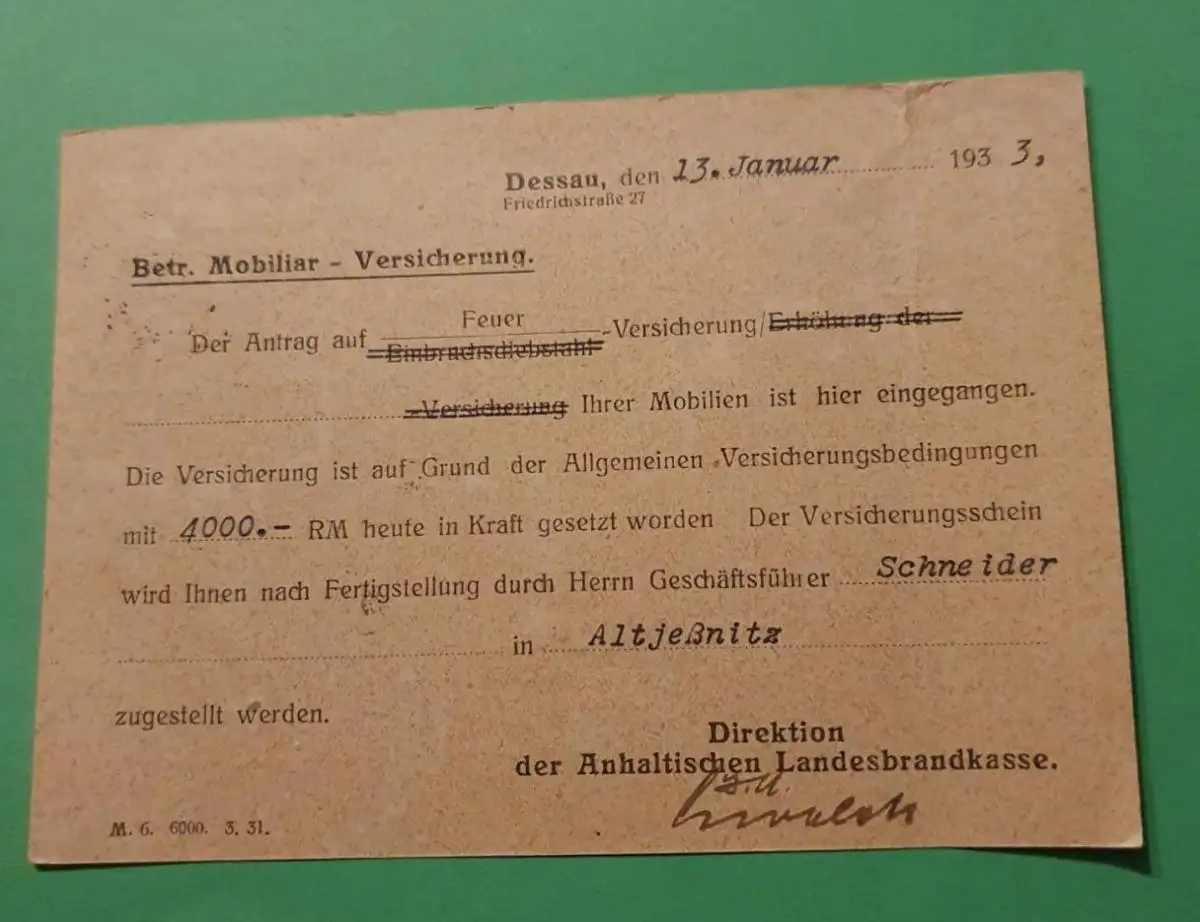 Dessau, den 13. Januar 193 3,
Friedrichstraße 27
Betr. Mobiliar - Versicherung.
Feuer
Der Antrag auf Einbruchsdiebstahl -Versicherung/Erhöhung der
-Versicherung Ihrer Mobilien ist hier eingegangen.
Die Versicherung ist auf Grund der Allgemeinen Versicherungsbedingungen
mit 4000.- RM heute in Kraft gesetzt worden Der Versicherungsschein
wird Ihnen nach Fertigstellung durch Herrn Geschäftsführer Schneider
in Altjeßnitz
zugestellt werden.
Direktion
der Anhaltischen Landesbrandkasse.
M. 6. 6000. 3. 31.